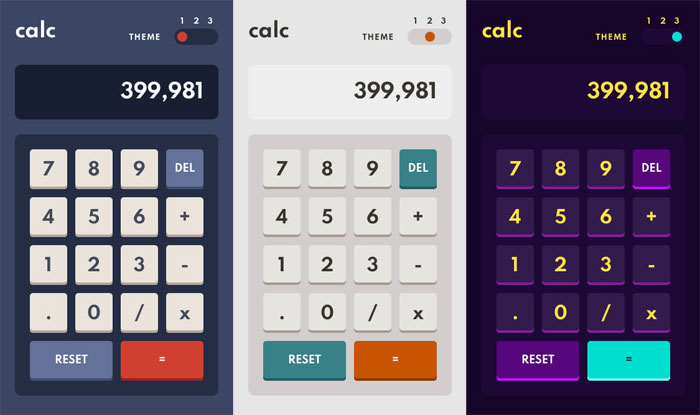 calc
1 2 3
THEME
399,981
7 8 9 DEL
4 5 6 +
1 2 3 -
. 0 / x
RESET =
calc
1 2 3
THEME
399,981
7 8 9 DEL
4 5 6 +
1 2 3 -
. 0 / x
RESET =
calc
1 2 3
THEME
399,981
7 8 9 DEL
4 5 6 +
1 2 3 -
. 0 / x
RESET =